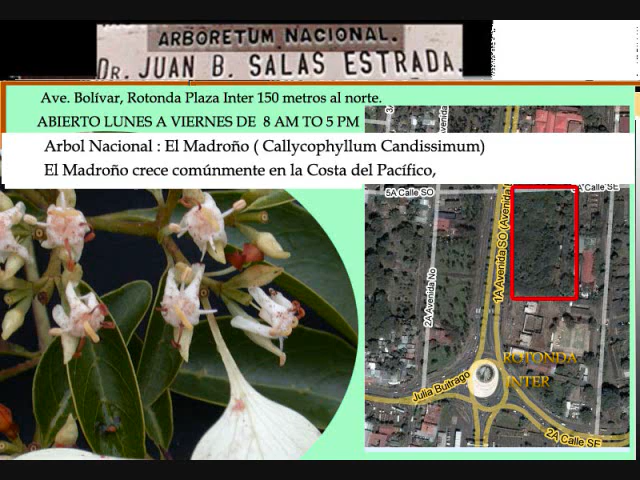 ARBORETUM NACIONAL.
DR. JUAN B. SALAS ESTRADA.
Ave. Bolívar, Rotonda Plaza Inter 150 metros al norte.
ABIERTO LUNES A VIERNES DE 8 AM TO 5 PM
Arbol Nacional : El Madroño ( Callycophyllum Candissimum)
El Madroño crece comúnmente en la Costa del Pacífico,
5A Calle SO
A Calle SE
1A Avenida SO (Avenida
2A Avenida No
ROTONDA
INTER
Julia Buitrago
2A Calle SE